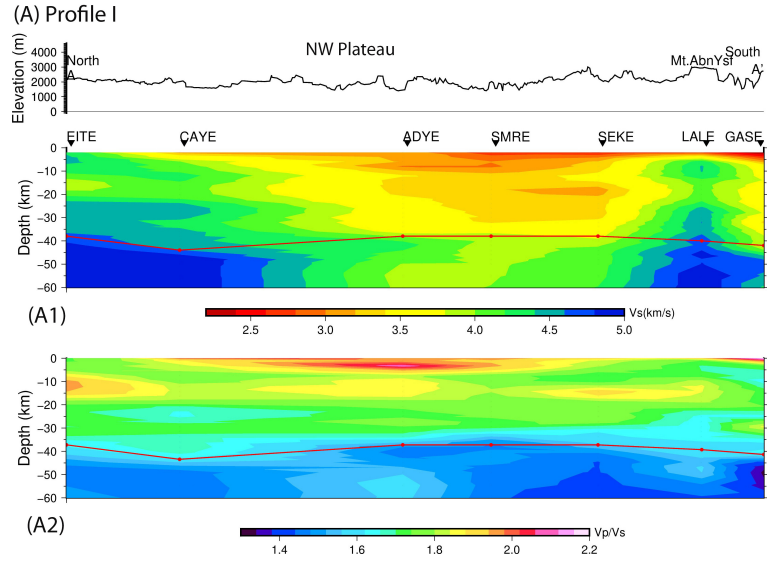 (A) Profile I
NW Plateau
Elevation (m)
4000
3000
2000
1000
0
North
A
Mt.AbnYsf
South
A'
EITE CAYE ADYE SMRE SEKE LALE GASE
Depth (km)
0
−10
−20
−30
−40
−50
−60
(A1)
2.5 3.0 3.5 4.0 4.5 5.0
Vs(km/s)
Depth (km)
0
−10
−20
−30
−40
−50
−60
(A2)
1.4 1.6 1.8 2.0 2.2
Vp/Vs